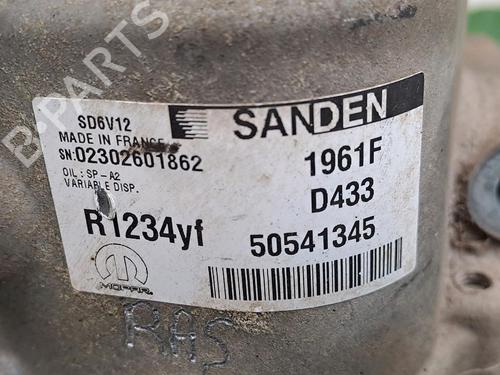 SD6V12
SANDEN
MADE IN FRANCE
SN:02302601862
1961F
OIL: SP-A2
VARIABLE DISP.
D433
R1234yf
50541345
MOPAR
RAS
B-PARTS